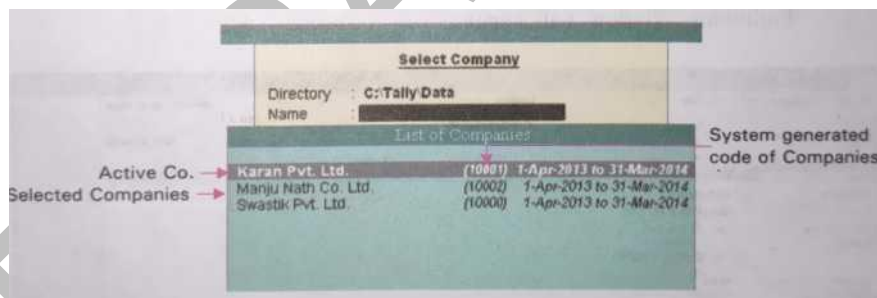 Select Company
Directory : C:\Tally\Data
Name :
List of Companies
System generated
code of Companies
Active Co.
Karan Pvt. Ltd. (10001) 1-Apr-2013 to 31-Mar-2014
Selected Companies
Manju Nath Co. Ltd. (10002) 1-Apr-2013 to 31-Mar-2014
Swastik Pvt. Ltd. (10000) 1-Apr-2013 to 31-Mar-2014